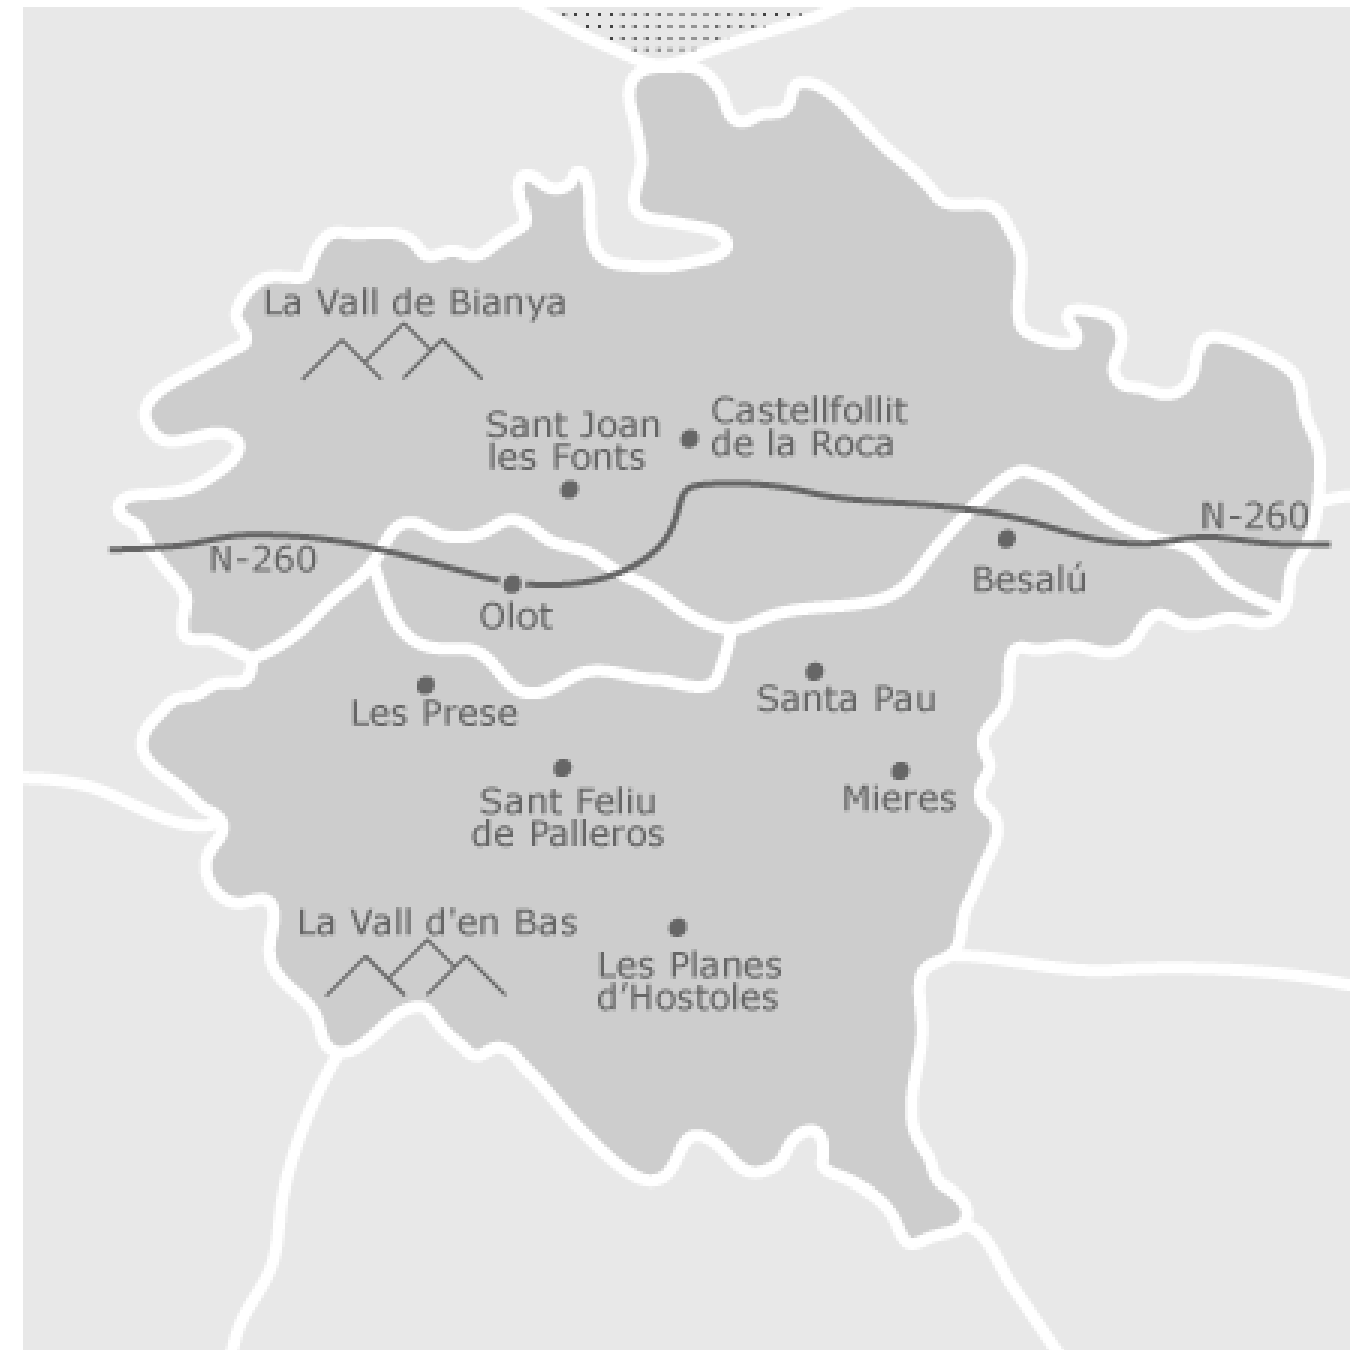 La Vall de Bianya
Castellfollit
de la Roca
Sant Joan
les Fonts
N-260
N-260
Besalú
Olot
Santa Pau
Les Prese
Mieres
Sant Feliu
de Palleros
La Vall d'en Bas
Les Planes
d’Hostoles